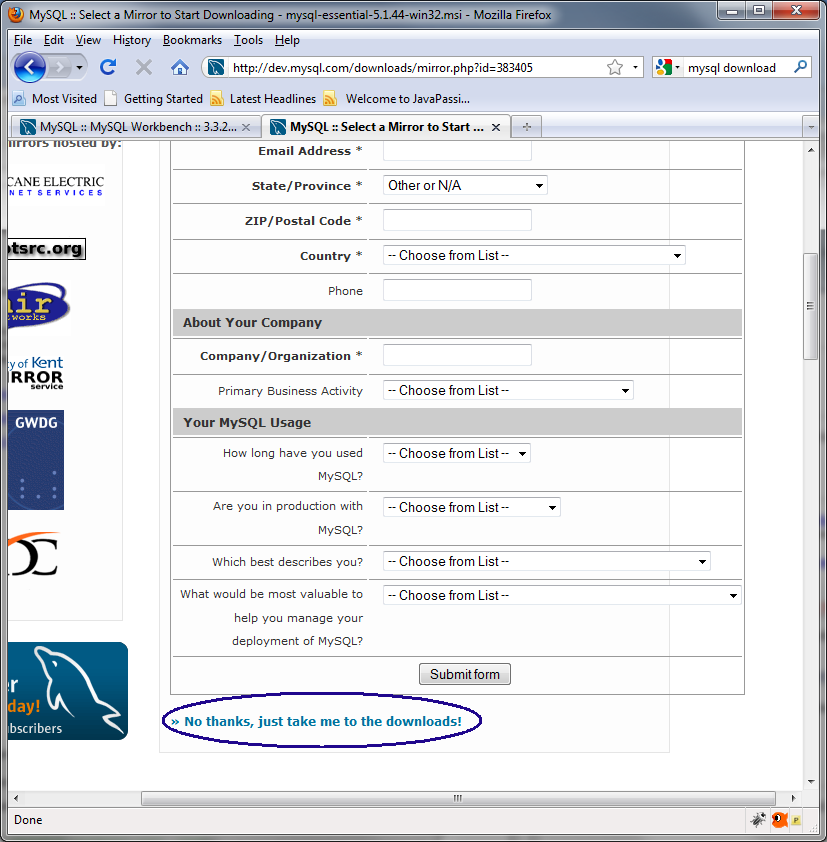 MySQL :: Select a Mirror to Start Downloading - mysql-essential-5.1.44-win32.msi - Mozilla Firefox
File Edit View History Bookmarks Tools Help
http://dev.mysql.com/downloads/mirror.php?id=383405 mysql download
Most Visited Getting Started Latest Headlines Welcome to JavaPassi...
MySQL :: MySQL Workbench :: 3.3.2... MySQL :: Select a Mirror to Start ...
irrors hosted by:
CANE ELECTRIC
NET SERVICES
otsrc.org
air
tworks
ty of Kent
IRROR
service
GWDG
DC
er
day!
subscribers
Email Address *
State/Province * Other or N/A
ZIP/Postal Code *
Country * -- Choose from List --
Phone
About Your Company
Company/Organization *
Primary Business Activity -- Choose from List --
Your MySQL Usage
How long have you used -- Choose from List --
MySQL?
Are you in production with -- Choose from List --
MySQL?
Which best describes you? -- Choose from List --
What would be most valuable to -- Choose from List --
help you manage your
deployment of MySQL?
Submit form
» No thanks, just take me to the downloads!
Done